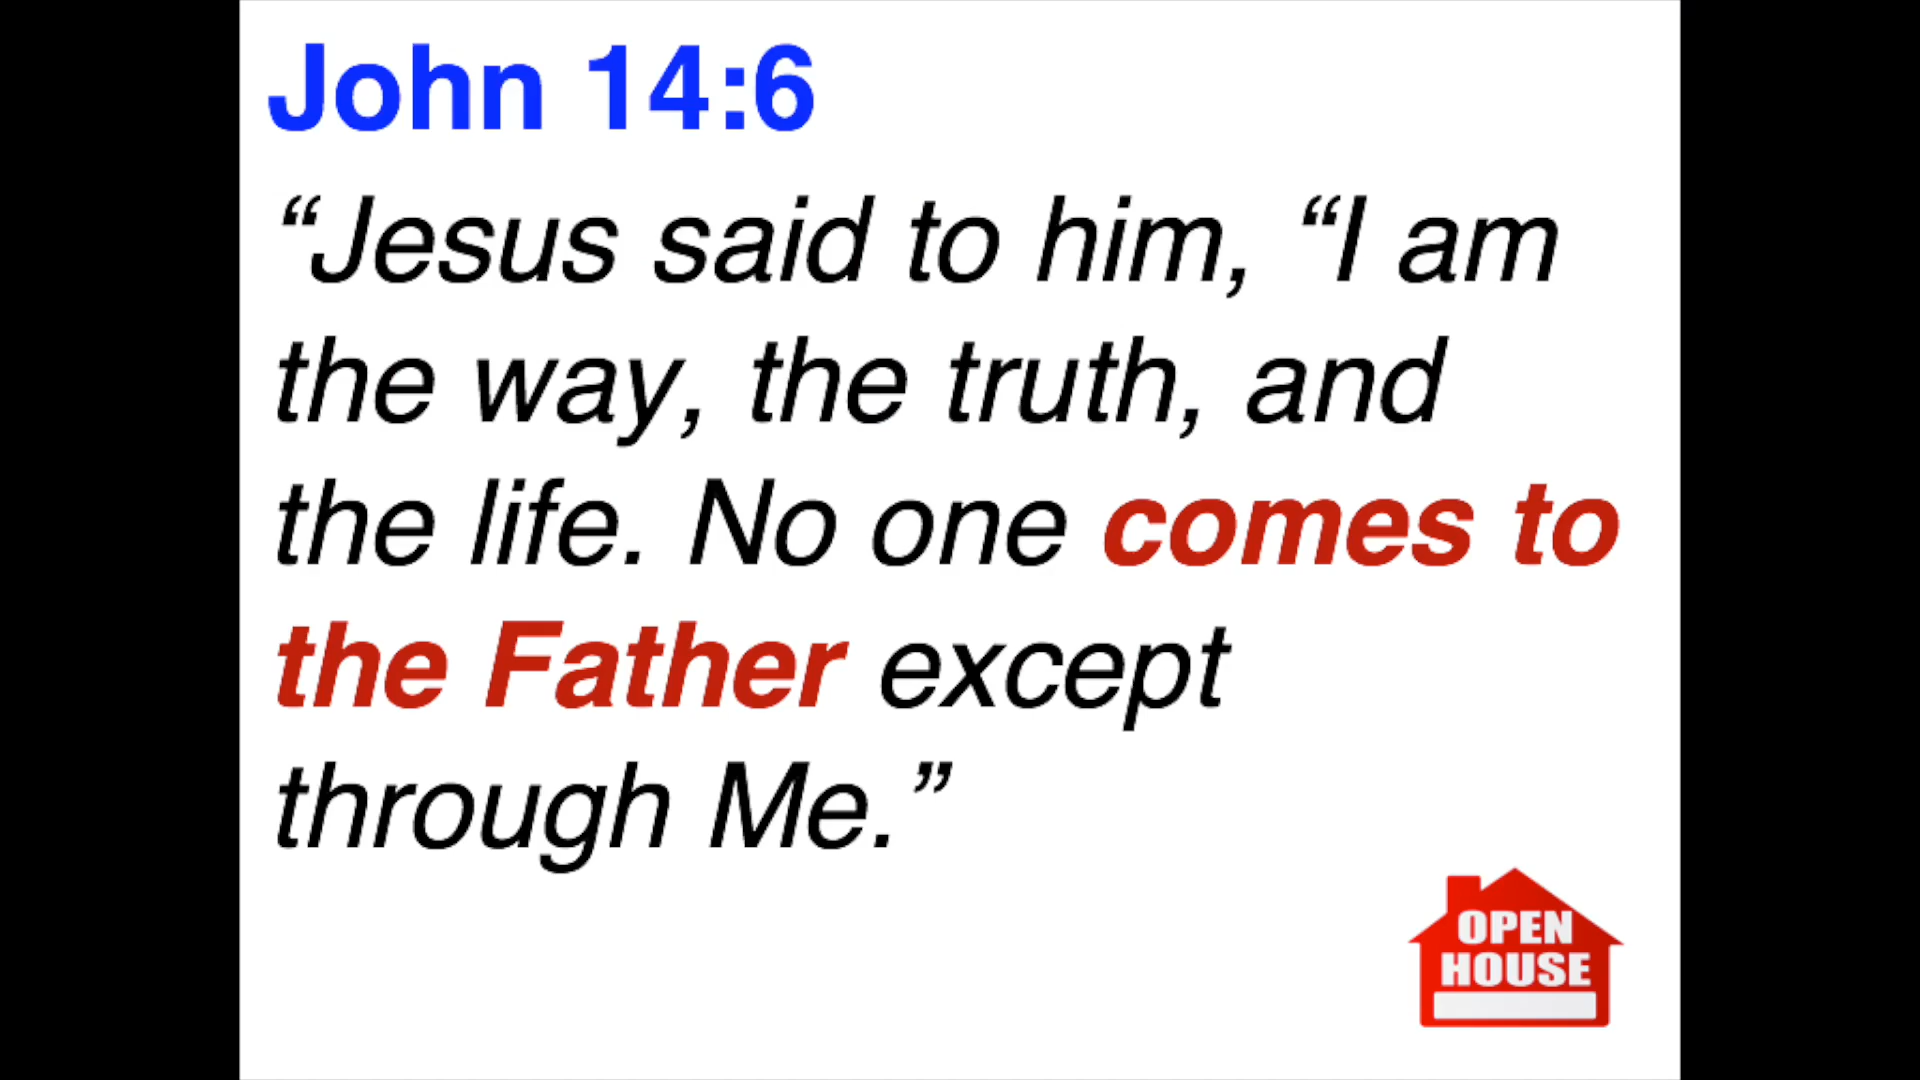 John 14:6
“Jesus said to him, “I am
the way, the truth, and
the life. No one comes to
the Father except
through Me.”
OPEN
HOUSE